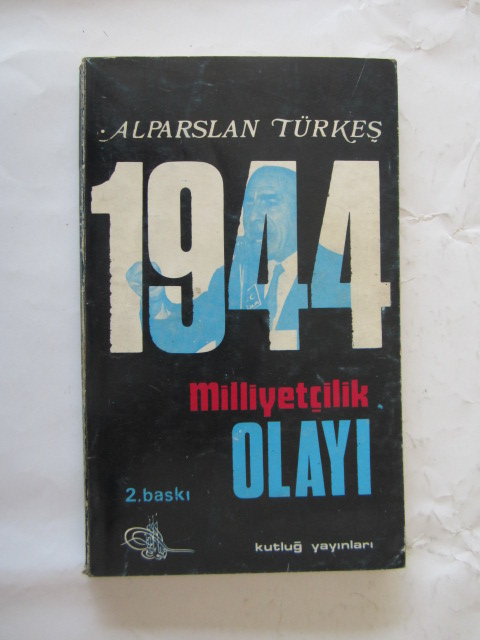 ALPARSLAN TÜRKEŞ
1944
Milliyetçilik
OLAYI
2.baskı
kutluğ yayınları